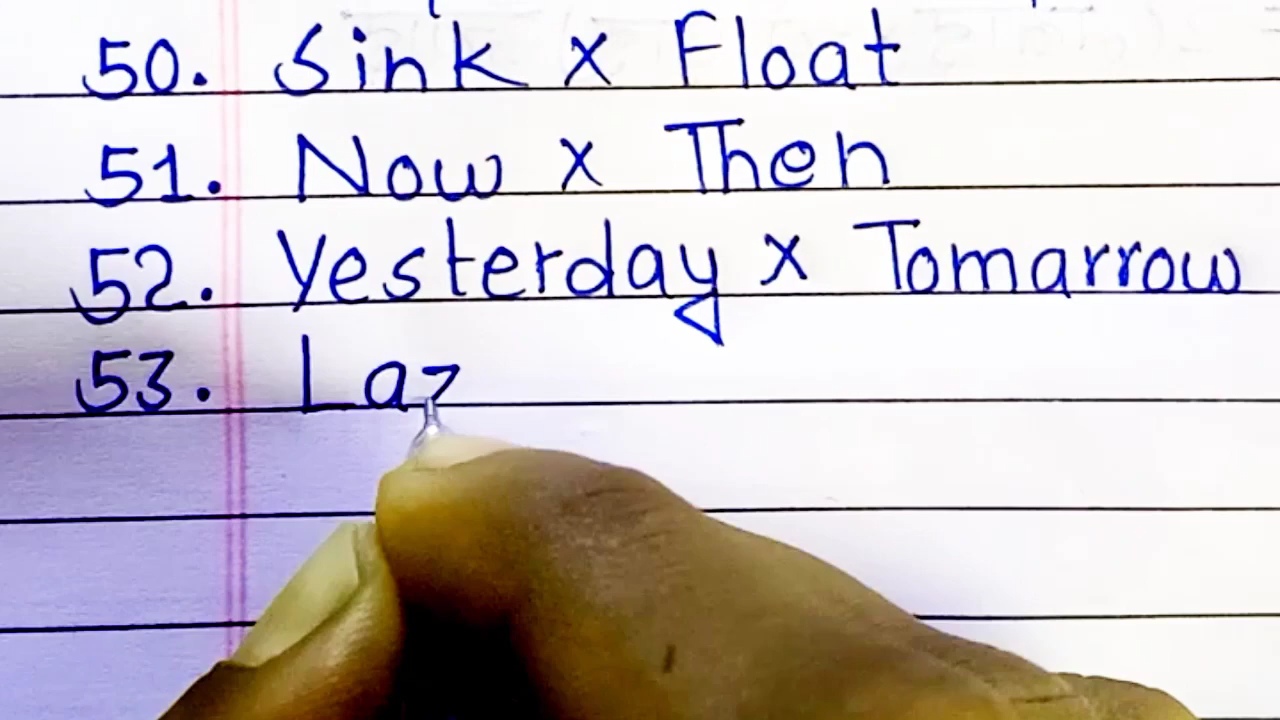 50. Sink x Float
51. Now x Then
52. Yesterday x Tomarrow
53. Laz